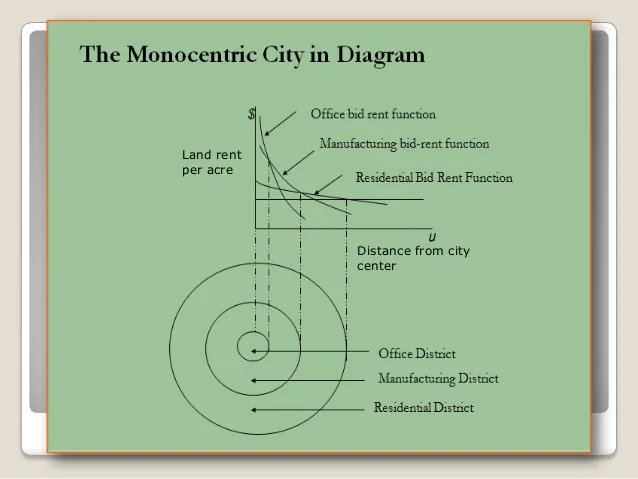 The Monocentric City in Diagram
$
Office bid rent function
Manufacturing bid-rent function
Land rent
per acre
Residential Bid Rent Function
u
Distance from city
center
Office District
Manufacturing District
Residential District